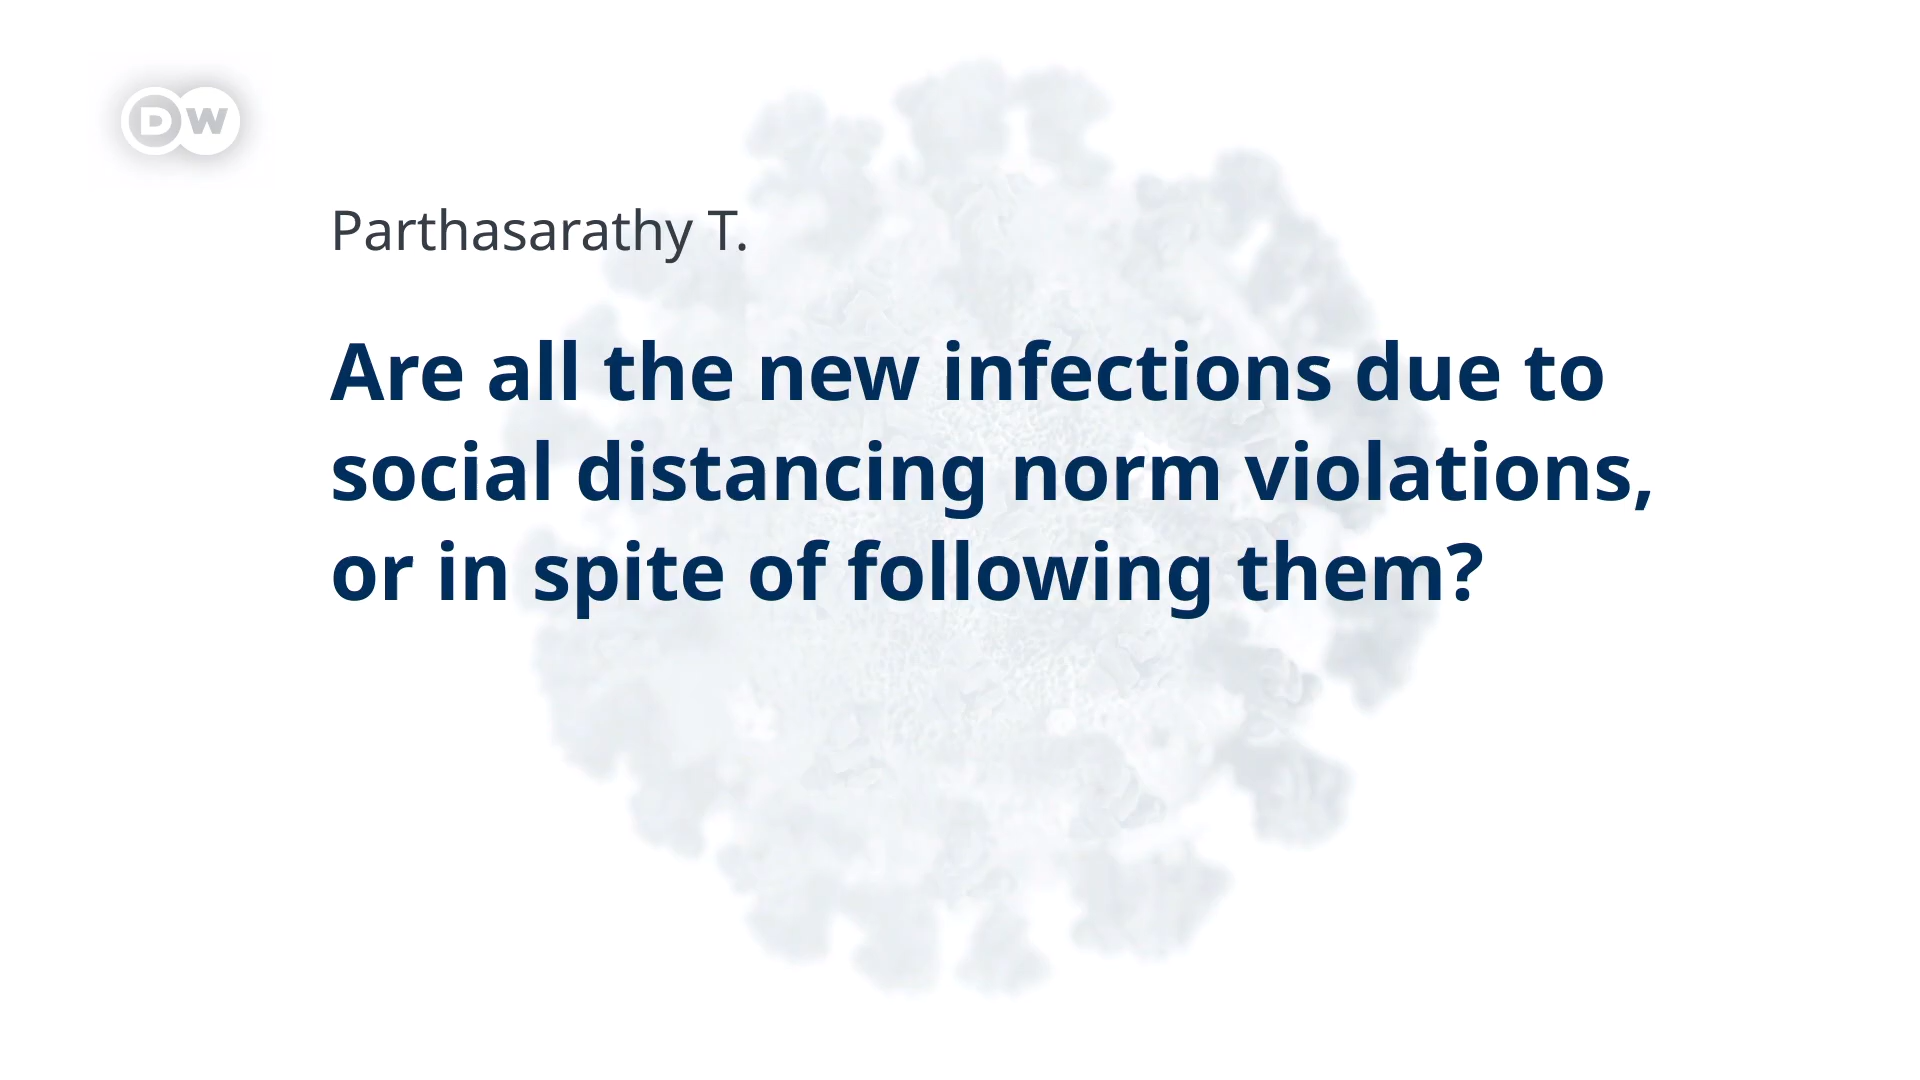 DW
Parthasarathy T.
Are all the new infections due to
social distancing norm violations,
or in spite of following them?